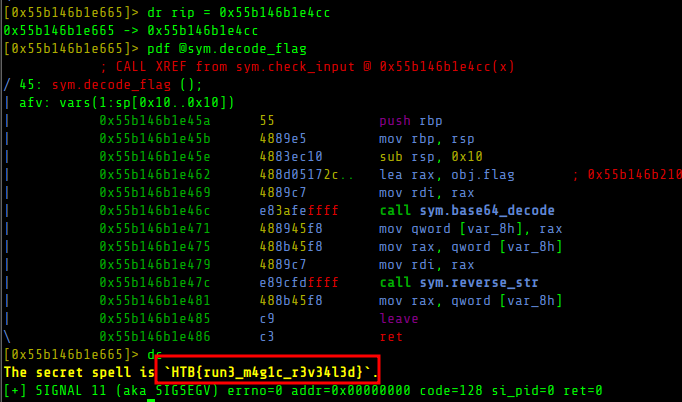 [0x55b146b1e665]> dr rip = 0x55b146b1e4cc
0x55b146b1e665 -> 0x55b146b1e4cc
[0x55b146b1e665]> pdf @sym.decode_flag
; CALL XREF from sym.check_input @ 0x55b146b1e4cc(x)
/ 45: sym.decode_flag ();
| afv: vars(1:sp[0x10..0x10])
| 0x55b146b1e45a 55 push rbp
| 0x55b146b1e45b 4889e5 mov rbp, rsp
| 0x55b146b1e45e 4883ec10 sub rsp, 0x10
| 0x55b146b1e462 488d05172c.. lea rax, obj.flag ; 0x55b146b210
| 0x55b146b1e469 4889c7 mov rdi, rax
| 0x55b146b1e46c e83afeffff call sym.base64_decode
| 0x55b146b1e471 488945f8 mov qword [var_8h], rax
| 0x55b146b1e475 488b45f8 mov rax, qword [var_8h]
| 0x55b146b1e479 4889c7 mov rdi, rax
| 0x55b146b1e47c e89cfdffff call sym.reverse_str
| 0x55b146b1e481 488b45f8 mov rax, qword [var_8h]
| 0x55b146b1e485 c9 leave
\ 0x55b146b1e486 c3 ret
[0x55b146b1e665]> dc
The secret spell is `HTB{run3_m4g1c_r3v34l3d}`.
[+] SIGNAL 11 (aka SIGSEGV) errno=0 addr=0x00000000 code=128 si_pid=0 ret=0